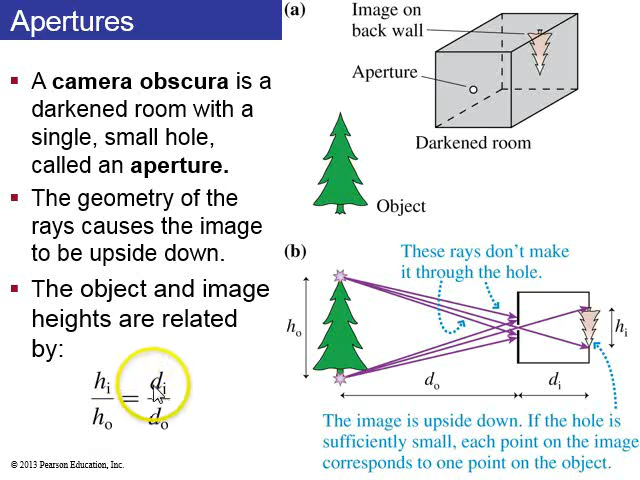 Apertures
▪ A camera obscura is a
darkened room with a
single, small hole,
called an aperture.
▪ The geometry of the
rays causes the image
to be upside down.
▪ The object and image
heights are related
by:
hᵢ/hₒ = dᵢ/dₒ
© 2013 Pearson Education, Inc.
(a)
Image on
back wall
Aperture
Darkened room
Object
(b)
These rays don’t make
it through the hole.
hₒ
hᵢ
dₒ
dᵢ
The image is upside down. If the hole is
sufficiently small, each point on the image
corresponds to one point on the object.